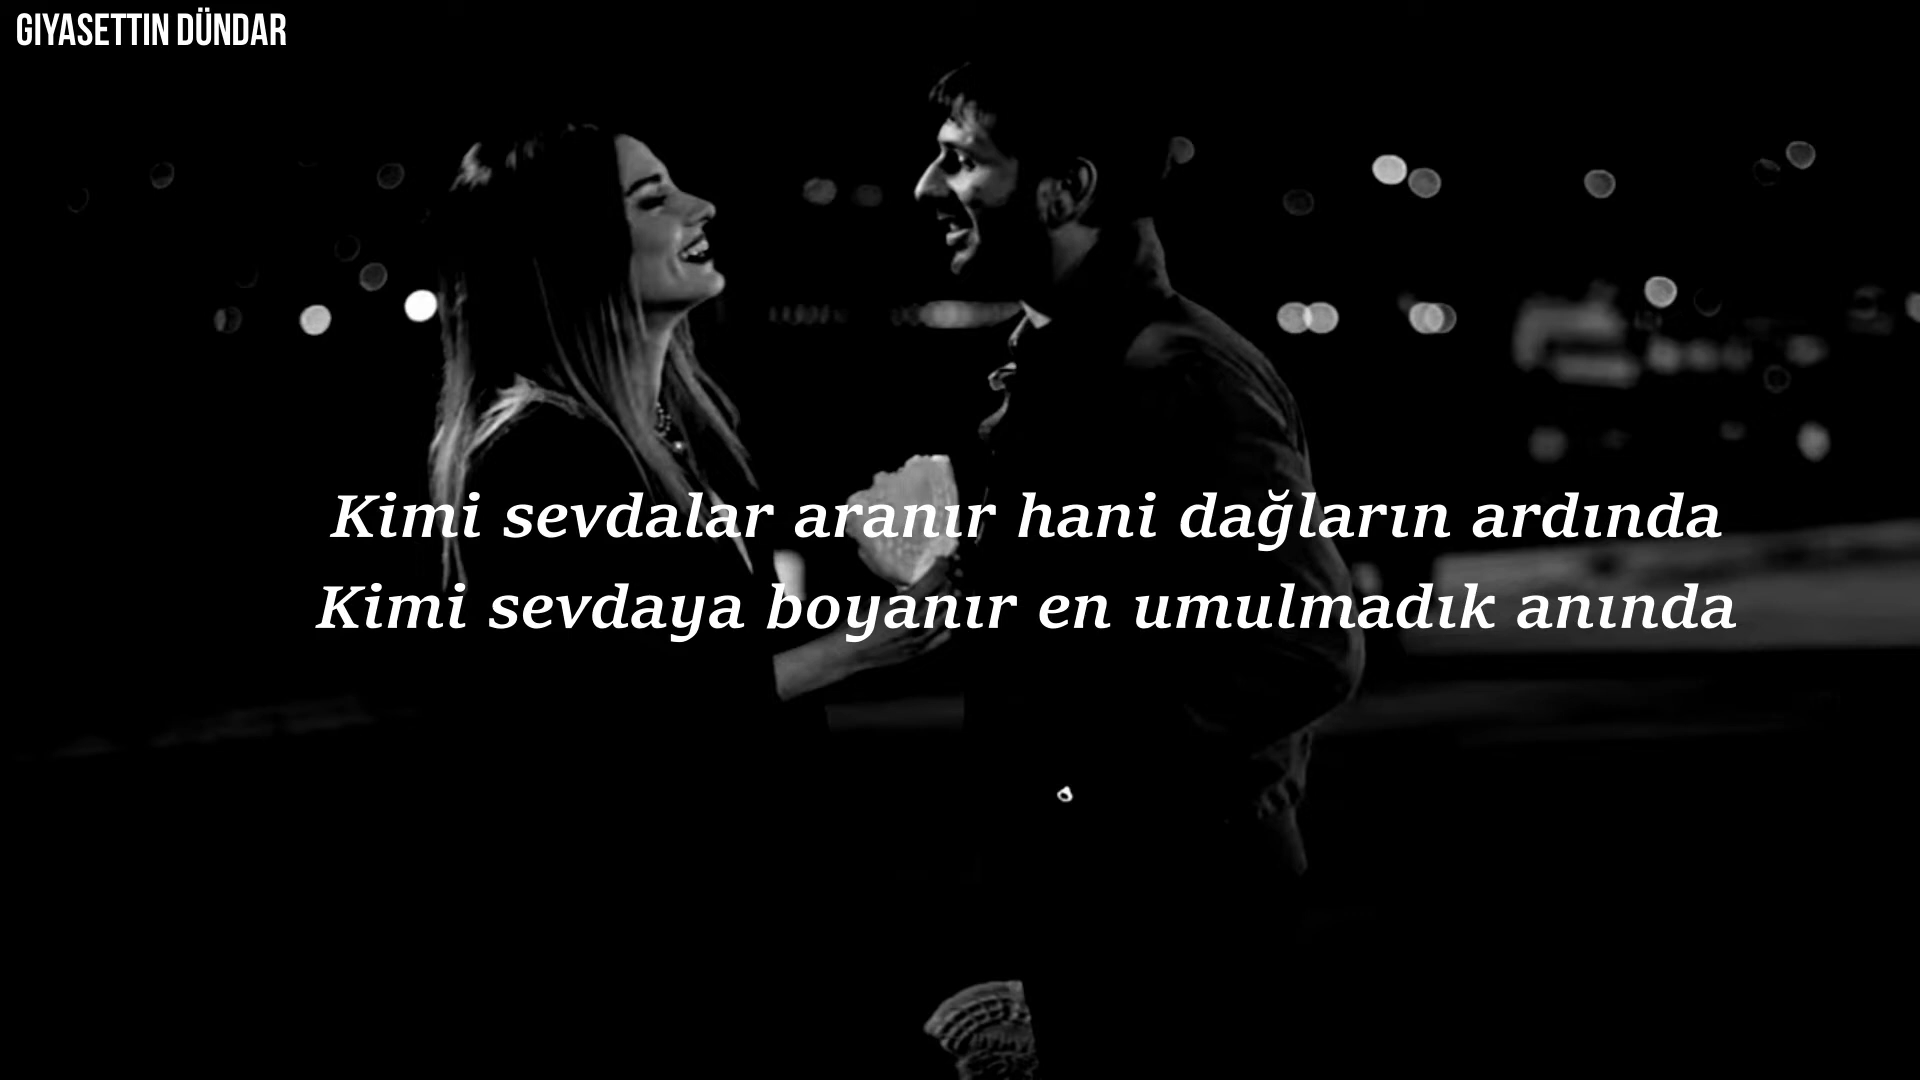 GIYASETTIN DÜNDAR
Kimi sevdalar aranır hani dağların ardında
Kimi sevdaya boyanır en umulmadık anında